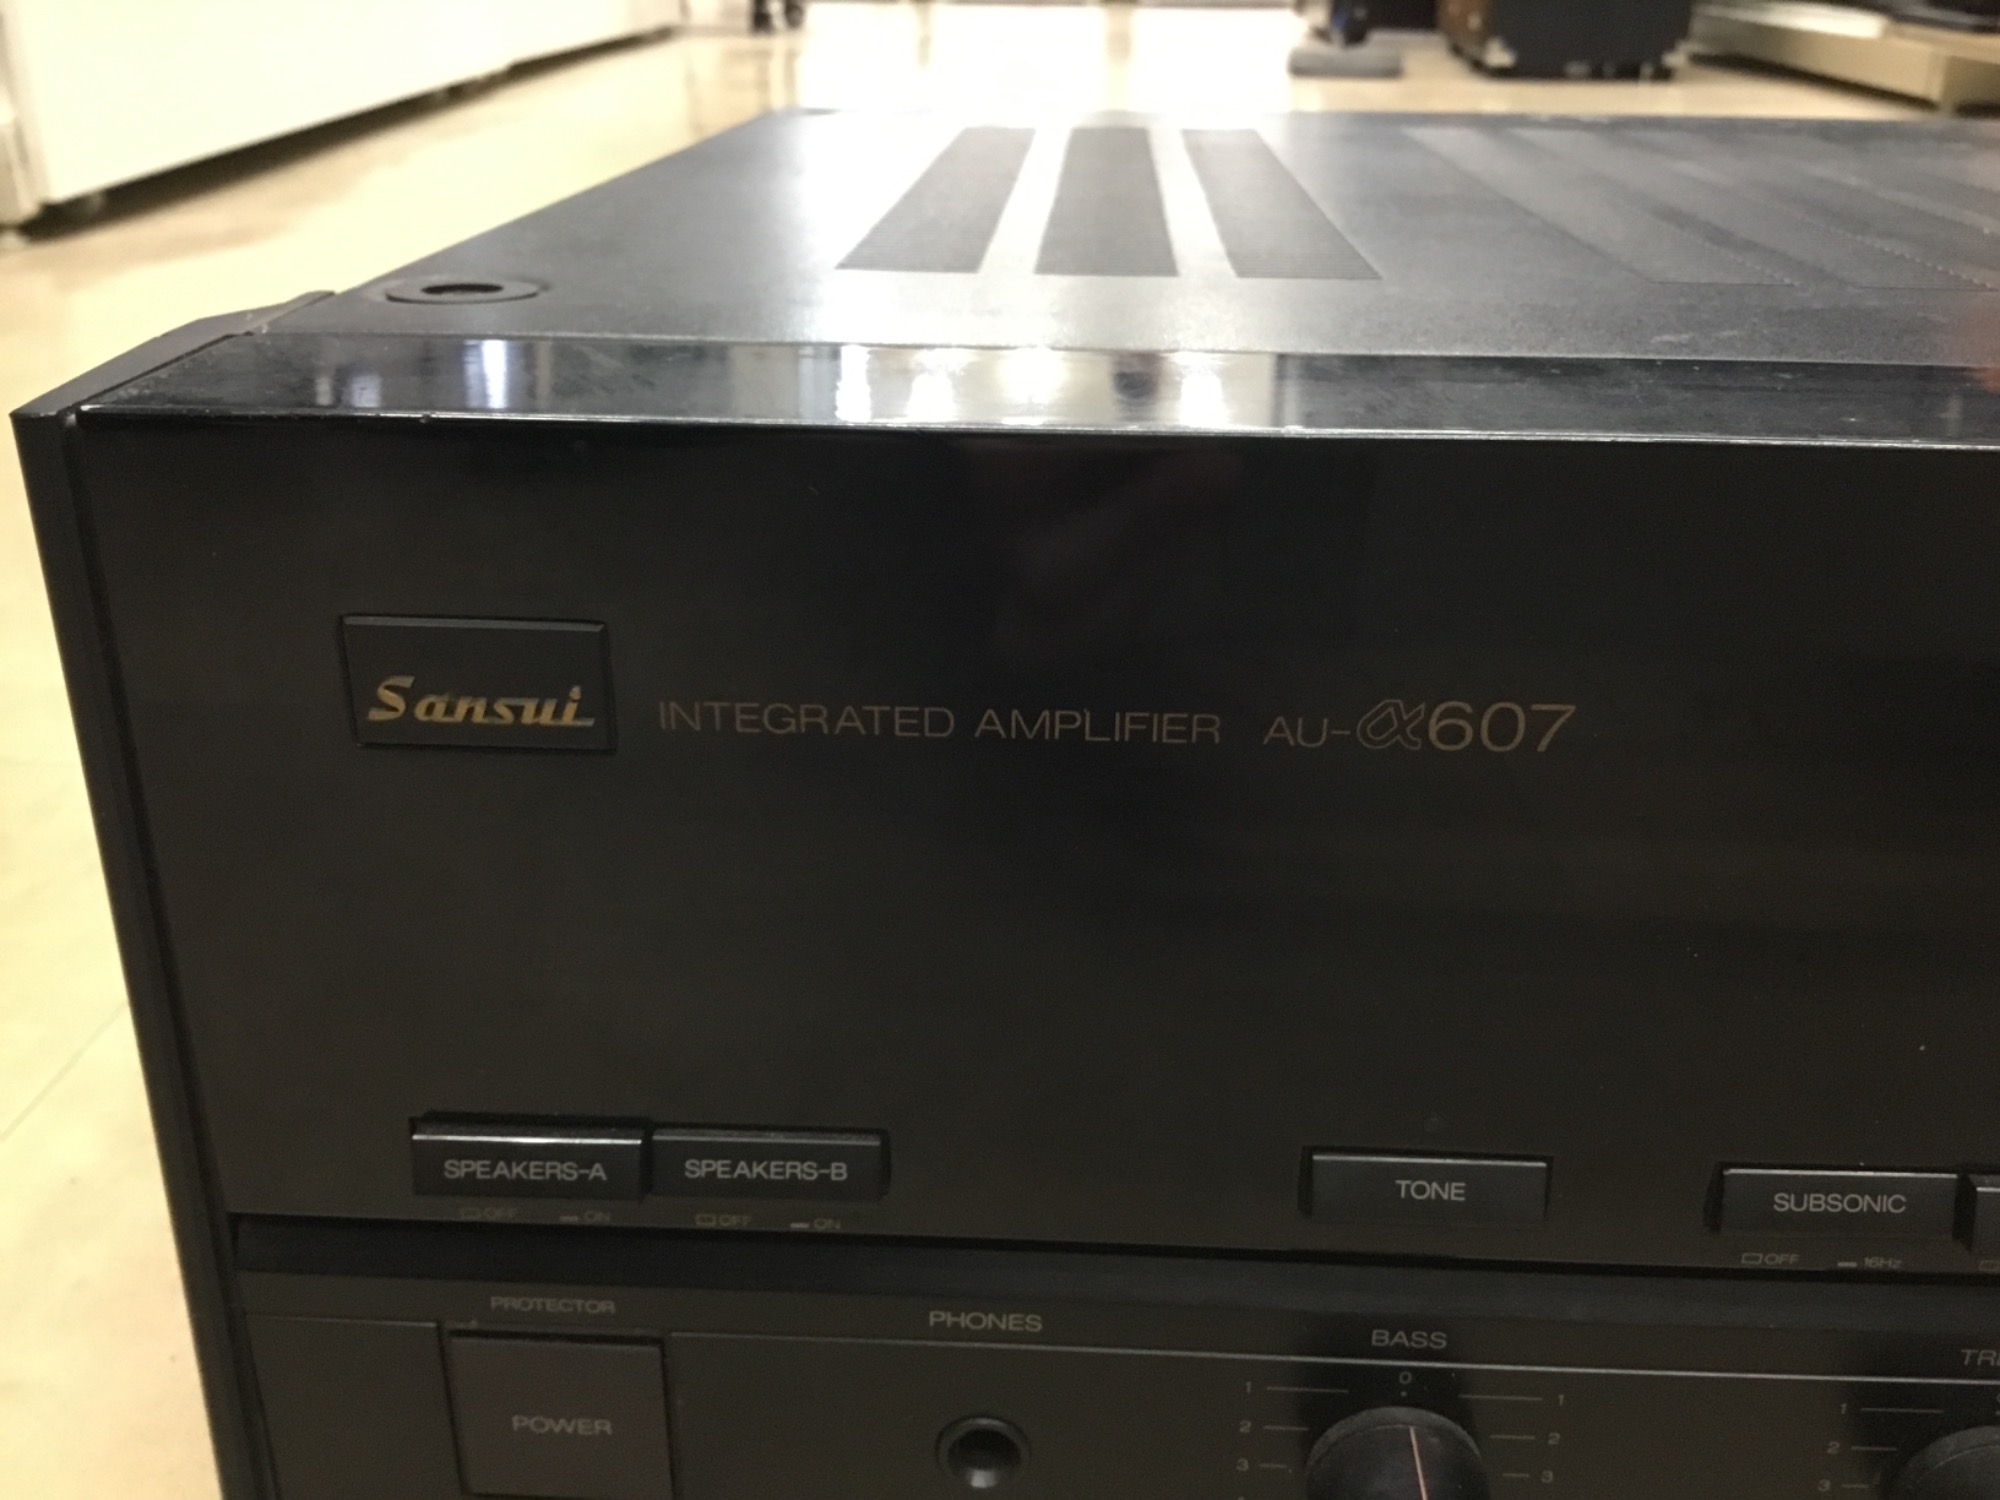 Sansui INTEGRATED AMPLIFIER AU-α607
SPEAKERS-A SPEAKERS-B TONE SUBSONIC
OFF ON OFF ON OFF 16Hz
PROTECTOR PHONES BASS
POWER
0
1 1 1
2 2 2
3 3 3